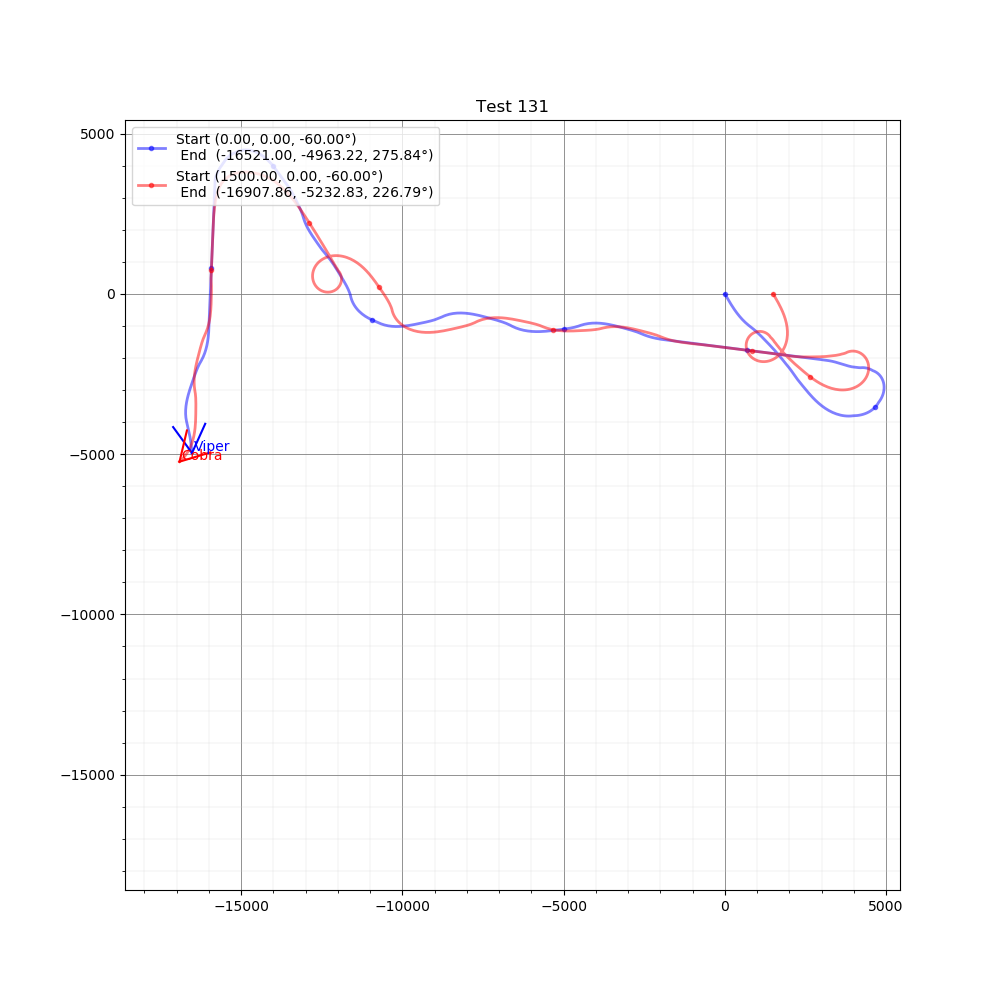 Test 131
Start (0.00, 0.00, -60.00°)
End (-16521.00, -4963.22, 275.84°)
Start (1500.00, 0.00, -60.00°)
End (-16907.86, -5232.83, 226.79°)
5000
0
−5000
−10000
−15000
Viper
Cobra
−15000
−10000
−5000
0
5000